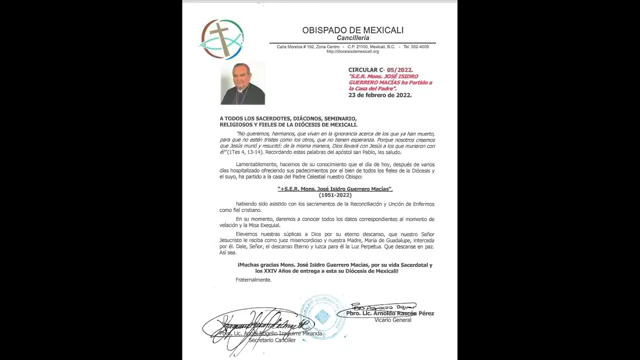 OBISPADO DE MEXICALI
Cancillería
Calle Morelos # 192, Zona Centro - C.P. 21100, Mexicali, B.C. - Tel. 552-4009
http://diocesisdemexicali.org
CIRCULAR C- 05/2022.
"S.E.R. Mons. JOSÉ ISIDRO
GUERRERO MACÍAS ha Partido a
la Casa del Padre".
23 de febrero de 2022.
A TODOS LOS SACERDOTES, DIÁCONOS, SEMINARIO,
RELIGIOSOS Y FIELES DE LA DIÓCESIS DE MEXICALI.
"No queremos, hermanos, que vivan en la ignorancia acerca de los que ya han muerto,
para que no estén tristes como los otros, que no tienen esperanza. Porque nosotros creemos
que Jesús murió y resucitó: de la misma manera, Dios llevará con Jesús a los que murieron con
él" (1Tes 4, 13-14). Recordando estas palabras del apóstol san Pablo, les saludo.
Lamentablemente, hacemos de su conocimiento que el día de hoy, después de varios
días hospitalizado ofreciendo sus padecimientos por el bien de todos los fieles de la Diócesis y
el suyo, ha partido a la casa del Padre Celestial nuestro Obispo:
"+S.E.R. Mons. José Isidro Guerrero Macías".
(1951-2022)
Habiendo sido asistido con los sacramentos de la Reconciliación y Unción de Enfermos
como fiel cristiano.
En su momento, daremos a conocer todos los datos correspondientes al momento de
velación y la Misa Exequial.
Elevemos nuestras súplicas a Dios por su eterno descanso, que nuestro Señor
Jesucristo le reciba como juez misericordioso y nuestra Madre, María de Guadalupe, interceda
por él. Dale, Señor, el descanso Eterno y luzca para él la Luz Perpetua. Que descanse en paz.
Así sea.
¡Muchas gracias Mons. José Isidro Guerrero Macías, por su vida Sacerdotal y
los XXIV Años de entrega a esta su Diócesis de Mexicali!
Fraternalmente.
Pbro. Lic. Arnoldo Rascón Pérez
Vicario General
Pbro. Lic. Rogelio Izaguirre Miranda
Secretario Canciller